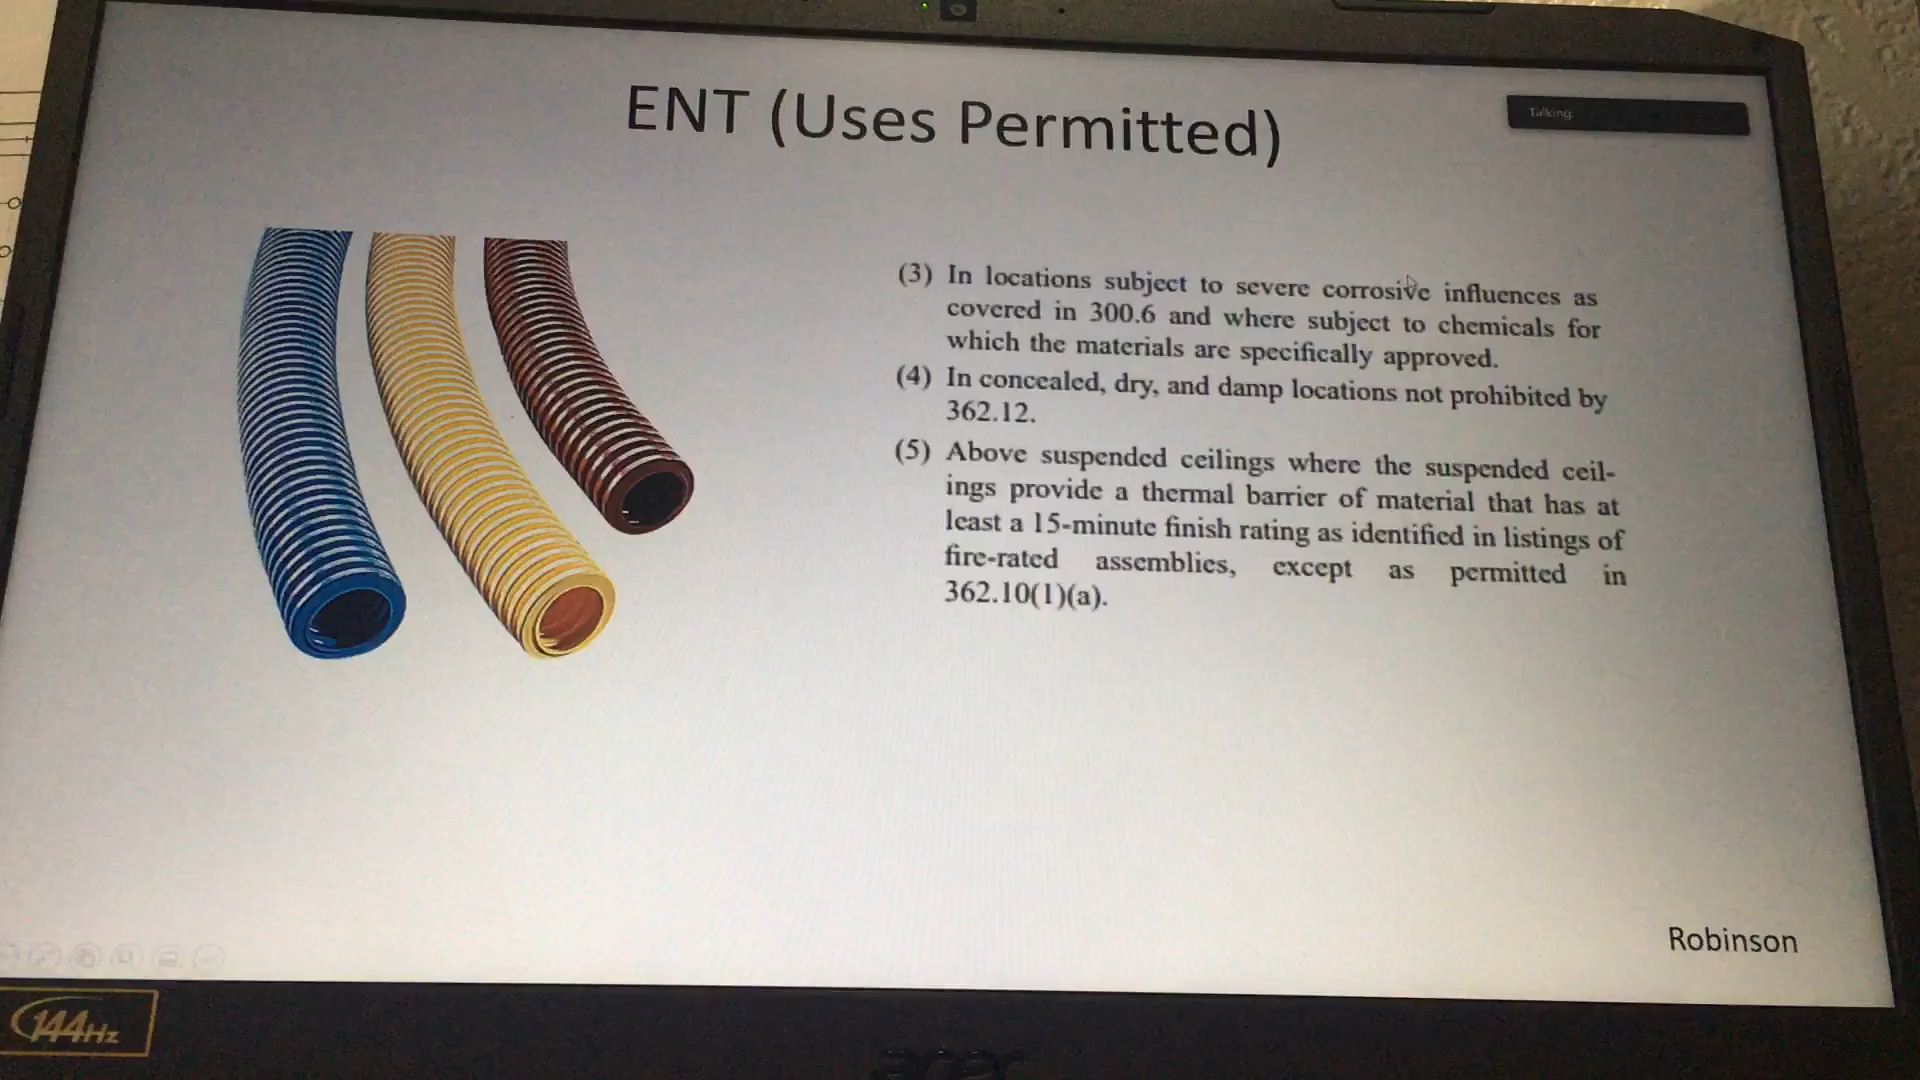 ENT (Uses Permitted)
Talking:
(3) In locations subject to severe corrosive influences as
covered in 300.6 and where subject to chemicals for
which the materials are specifically approved.
(4) In concealed, dry, and damp locations not prohibited by
362.12.
(5) Above suspended ceilings where the suspended ceil-
ings provide a thermal barrier of material that has at
least a 15-minute finish rating as identified in listings of
fire-rated assemblies, except as permitted in
362.10(1)(a).
Robinson
144Hz
acer